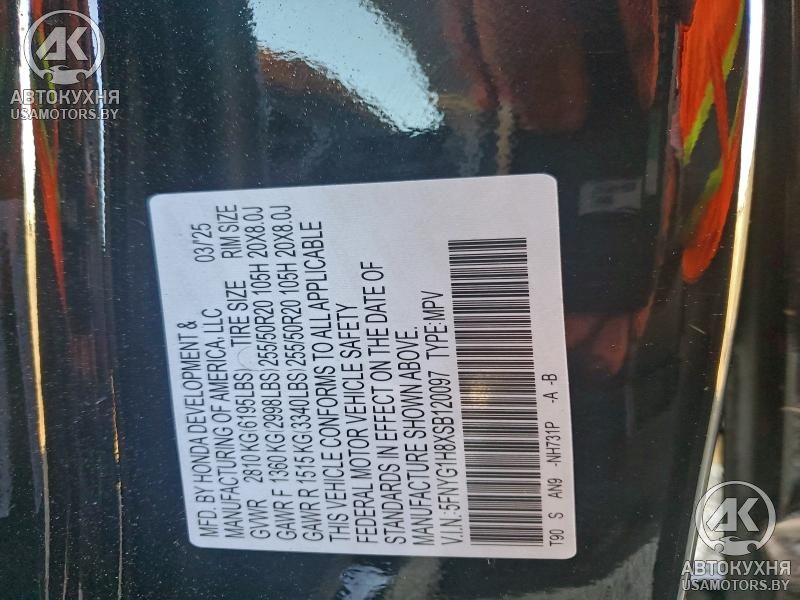 MFD. BY HONDA DEVELOPMENT & 03/25
MANUFACTURING OF AMERICA, LLC
GVMR 2810 KG(6195LBS) TIRE SIZE RIM SIZE
GAWR F 1360 KG(2998LBS) 255/50R20 105H 20X8.0J
GAWR R 1515 KG(3340LBS) 255/50R20 105H 20X8.0J
THIS VEHICLE CONFORMS TO ALL APPLICABLE
FEDERAL MOTOR VEHICLE SAFETY
STANDARDS IN EFFECT ON THE DATE OF
MANUFACTURE SHOWN ABOVE.
V.I.N:5FNYG1H8XSB120097 TYPE:MPV
T90 S AN9 -NH731P -A -B
АК
АВТОКУХНЯ
USAMOTORS.BY
АК
АВТОКУХНЯ
USAMOTORS.BY